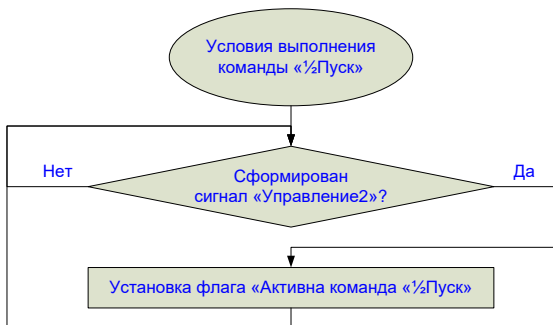 Условия выполнения
команды «½Пуск»
Нет
Сформирован
сигнал «Управление2»?
Да
Установка флага «Активна команда «½Пуск»